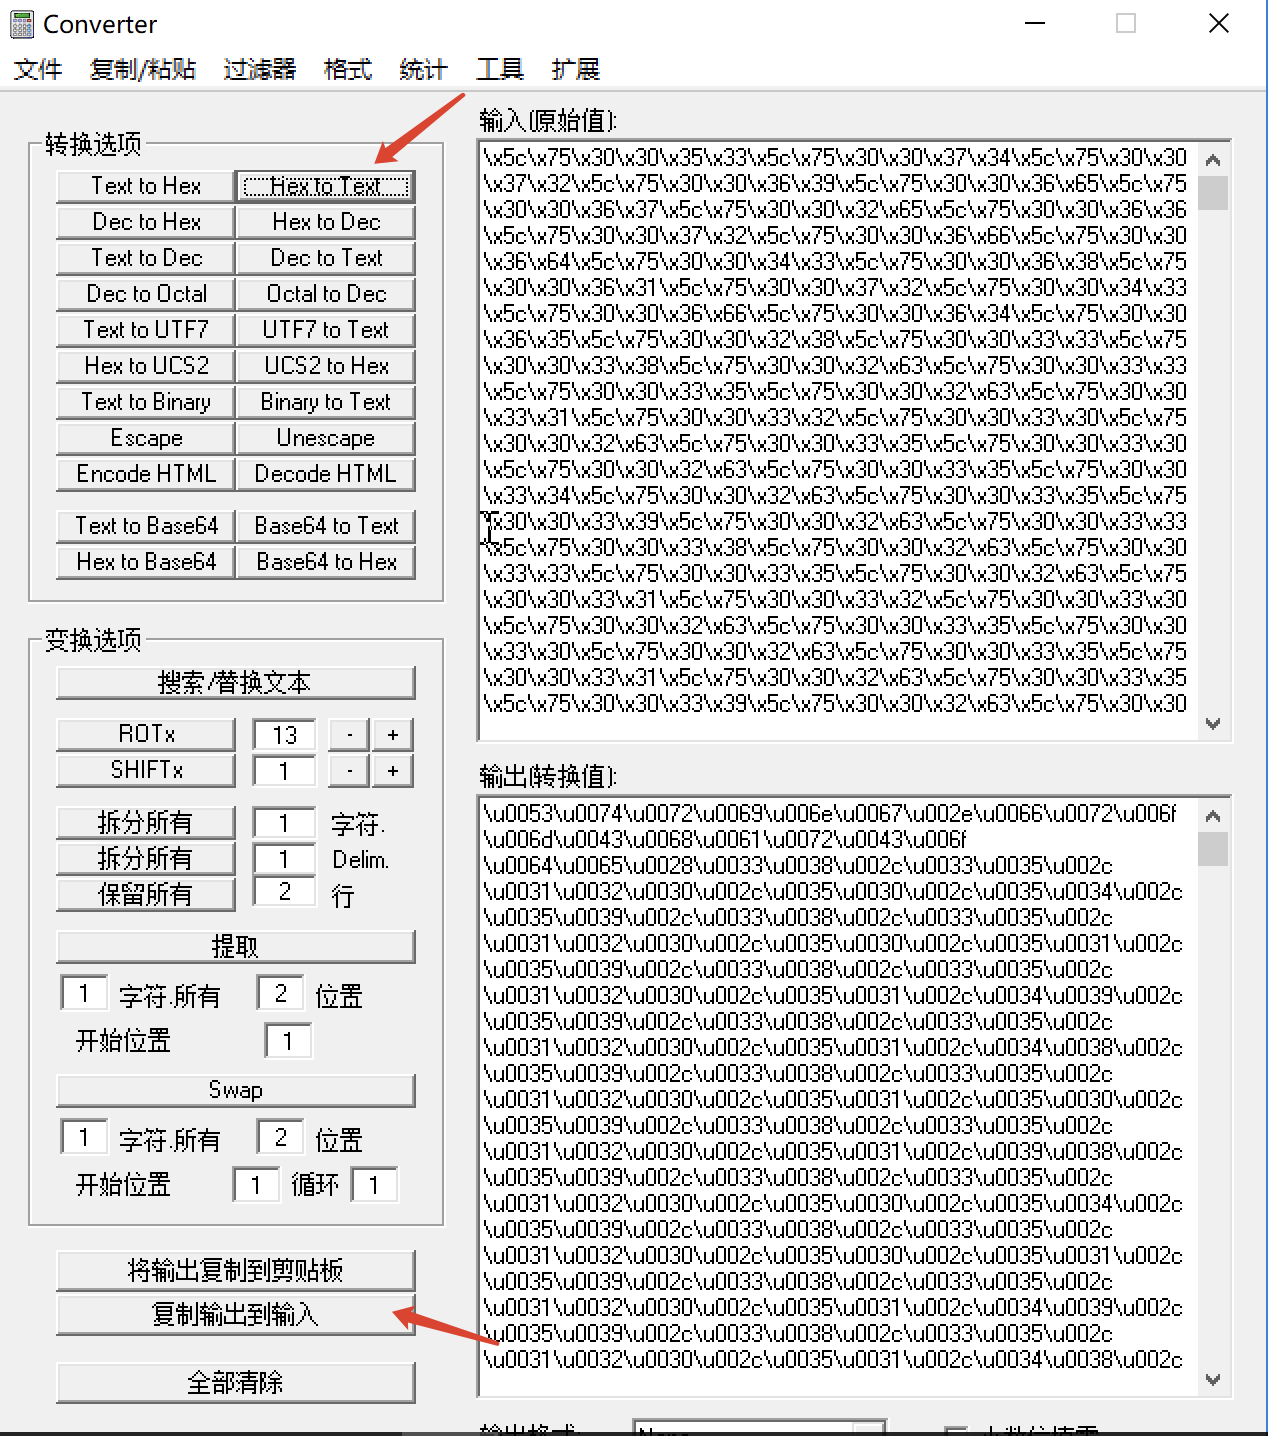 Converter
文件 复制/粘贴 过滤器 格式 统计 工具 扩展
转换选项
Text to Hex Hex to Text
Dec to Hex Hex to Dec
Text to Dec Dec to Text
Dec to Octal Octal to Dec
Text to UTF7 UTF7 to Text
Hex to UCS2 UCS2 to Hex
Text to Binary Binary to Text
Escape Unescape
Encode HTML Decode HTML
Text to Base64 Base64 to Text
Hex to Base64 Base64 to Hex
变换选项
搜索/替换文本
ROTx 13 - +
SHIFTx 1 - +
拆分所有 1 字符.
拆分所有 1 Delim.
保留所有 2 行
提取
1 字符.所有 2 位置
开始位置 1
Swap
1 字符.所有 2 位置
开始位置 1 循环 1
将输出复制到剪贴板
复制输出到输入
全部清除
输入(原始值):
\x5c\x75\x30\x30\x35\x33\x5c\x75\x30\x30\x37\x34\x5c\x75\x30\x30
\x37\x32\x5c\x75\x30\x30\x36\x39\x5c\x75\x30\x30\x36\x65\x5c\x75
\x30\x30\x36\x37\x5c\x75\x30\x30\x32\x65\x5c\x75\x30\x30\x36\x36
\x5c\x75\x30\x30\x37\x32\x5c\x75\x30\x30\x36\x66\x5c\x75\x30\x30
\x36\x64\x5c\x75\x30\x30\x34\x33\x5c\x75\x30\x30\x36\x38\x5c\x75
\x30\x30\x36\x31\x5c\x75\x30\x30\x37\x32\x5c\x75\x30\x30\x34\x33
\x5c\x75\x30\x30\x36\x66\x5c\x75\x30\x30\x36\x34\x5c\x75\x30\x30
\x36\x35\x5c\x75\x30\x30\x32\x38\x5c\x75\x30\x30\x33\x33\x5c\x75
\x30\x30\x33\x38\x5c\x75\x30\x30\x32\x63\x5c\x75\x30\x30\x33\x33
\x5c\x75\x30\x30\x33\x35\x5c\x75\x30\x30\x32\x63\x5c\x75\x30\x30
\x33\x31\x5c\x75\x30\x30\x33\x32\x5c\x75\x30\x30\x33\x30\x5c\x75
\x30\x30\x32\x63\x5c\x75\x30\x30\x33\x35\x5c\x75\x30\x30\x33\x30
\x5c\x75\x30\x30\x32\x63\x5c\x75\x30\x30\x33\x35\x5c\x75\x30\x30
\x33\x34\x5c\x75\x30\x30\x32\x63\x5c\x75\x30\x30\x33\x35\x5c\x75
\x30\x30\x33\x39\x5c\x75\x30\x30\x32\x63\x5c\x75\x30\x30\x33\x33
\x5c\x75\x30\x30\x33\x38\x5c\x75\x30\x30\x32\x63\x5c\x75\x30\x30
\x33\x33\x5c\x75\x30\x30\x33\x35\x5c\x75\x30\x30\x32\x63\x5c\x75
\x30\x30\x33\x31\x5c\x75\x30\x30\x33\x32\x5c\x75\x30\x30\x33\x30
\x5c\x75\x30\x30\x32\x63\x5c\x75\x30\x30\x33\x35\x5c\x75\x30\x30
\x33\x30\x5c\x75\x30\x30\x32\x63\x5c\x75\x30\x30\x33\x35\x5c\x75
\x30\x30\x33\x31\x5c\x75\x30\x30\x32\x63\x5c\x75\x30\x30\x33\x35
\x5c\x75\x30\x30\x33\x39\x5c\x75\x30\x30\x32\x63\x5c\x75\x30\x30
输出(转换值):
\u0053\u0074\u0072\u0069\u006e\u0067\u002e\u0066\u0072\u006f
\u006d\u0043\u0068\u0061\u0072\u0043\u006f
\u0064\u0065\u0028\u0033\u0038\u002c\u0033\u0035\u002c
\u0031\u0032\u0030\u002c\u0035\u0030\u002c\u0035\u0034\u002c
\u0035\u0039\u002c\u0033\u0038\u002c\u0033\u0035\u002c
\u0031\u0032\u0030\u002c\u0035\u0030\u002c\u0035\u0031\u002c
\u0035\u0039\u002c\u0033\u0038\u002c\u0033\u0035\u002c
\u0031\u0032\u0030\u002c\u0035\u0031\u002c\u0034\u0039\u002c
\u0035\u0039\u002c\u0033\u0038\u002c\u0033\u0035\u002c
\u0031\u0032\u0030\u002c\u0035\u0031\u002c\u0034\u0038\u002c
\u0035\u0039\u002c\u0033\u0038\u002c\u0033\u0035\u002c
\u0031\u0032\u0030\u002c\u0035\u0031\u002c\u0035\u0030\u002c
\u0035\u0039\u002c\u0033\u0038\u002c\u0033\u0035\u002c
\u0031\u0032\u0030\u002c\u0035\u0031\u002c\u0039\u0038\u002c
\u0035\u0039\u002c\u0033\u0038\u002c\u0033\u0035\u002c
\u0031\u0032\u0030\u002c\u0035\u0030\u002c\u0035\u0034\u002c
\u0035\u0039\u002c\u0033\u0038\u002c\u0033\u0035\u002c
\u0031\u0032\u0030\u002c\u0035\u0030\u002c\u0035\u0031\u002c
\u0035\u0039\u002c\u0033\u0038\u002c\u0033\u0035\u002c
\u0031\u0032\u0030\u002c\u0035\u0031\u002c\u0034\u0039\u002c
\u0035\u0039\u002c\u0033\u0038\u002c\u0033\u0035\u002c
\u0031\u0032\u0030\u002c\u0035\u0031\u002c\u0034\u0038\u002c